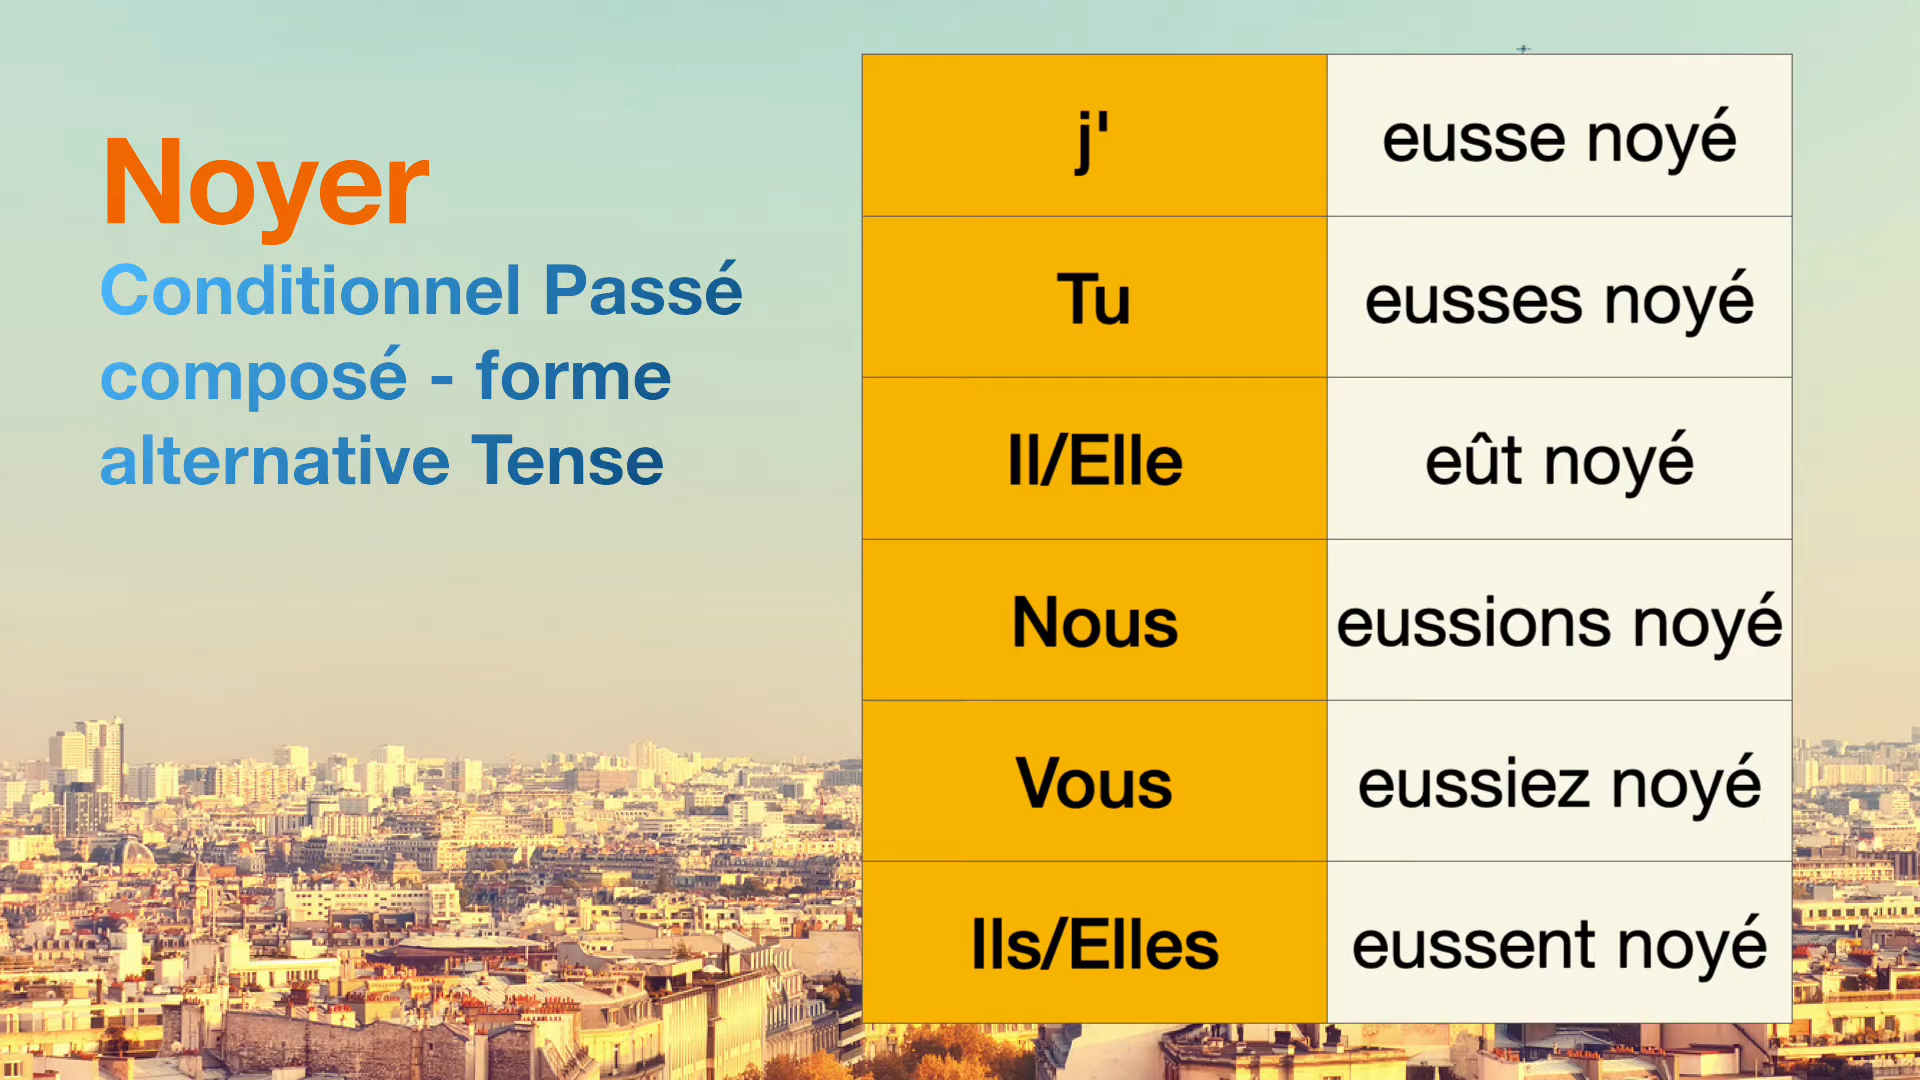 Noyer
Conditionnel Passé
composé - forme
alternative Tense
j' eusse noyé
Tu eusses noyé
Il/Elle eût noyé
Nous eussions noyé
Vous eussiez noyé
Ils/Elles eussent noyé